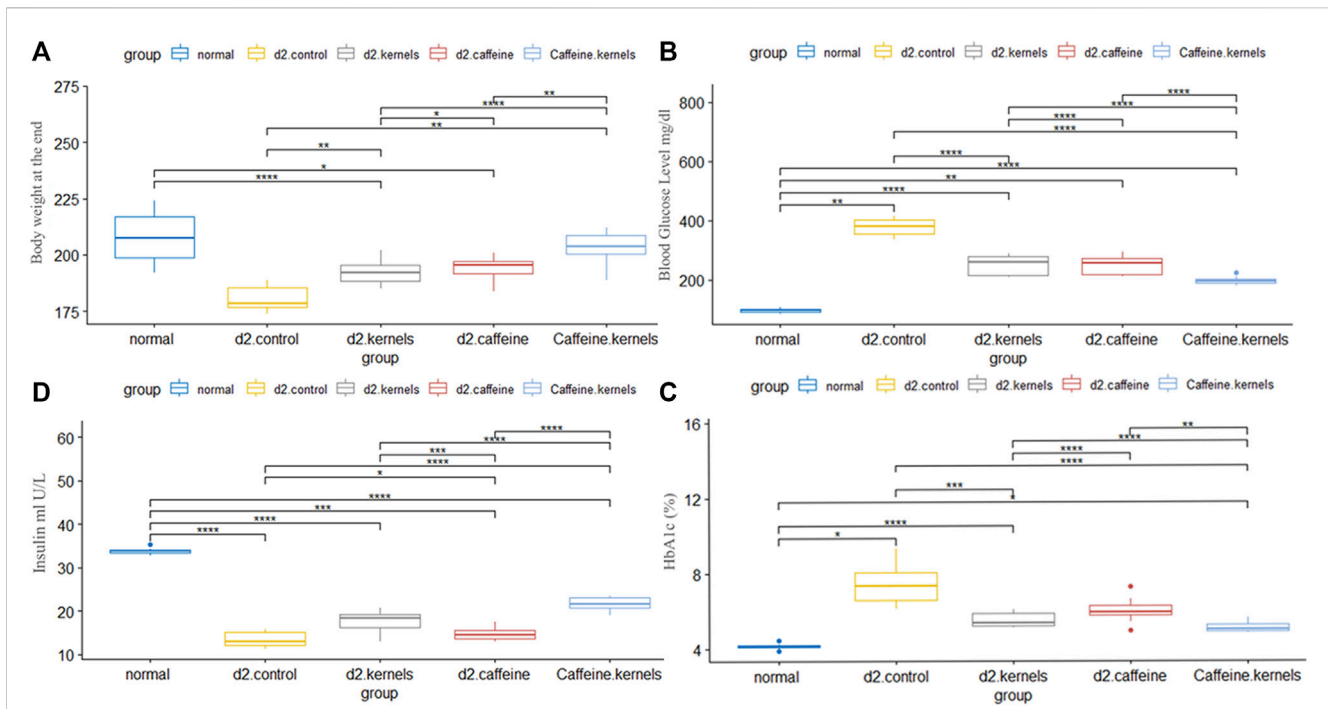 A
group normal d2.control d2.kernels d2.caffeine Caffeine.kernels
Body weight at the end
275
250
225
200
175
**
****
*
**
**
*
****
normal d2.control d2.kernels d2.caffeine Caffeine.kernels
group
B
group normal d2.control d2.kernels d2.caffeine Caffeine.kernels
Blood Glucose Level mg/dl
800
600
400
200
****
****
****
****
****
****
**
****
**
normal d2.control d2.kernels d2.caffeine Caffeine.kernels
group
D
group normal d2.control d2.kernels d2.caffeine Caffeine.kernels
Insulin ml U/L
60
50
40
30
20
10
****
****
***
****
*
****
***
****
****
normal d2.control d2.kernels d2.caffeine Caffeine.kernels
group
C
group normal d2.control d2.kernels d2.caffeine Caffeine.kernels
HbA1c (%)
16
12
8
4
**
****
****
****
***
*
****
*
normal d2.control d2.kernels d2.caffeine Caffeine.kernels
group